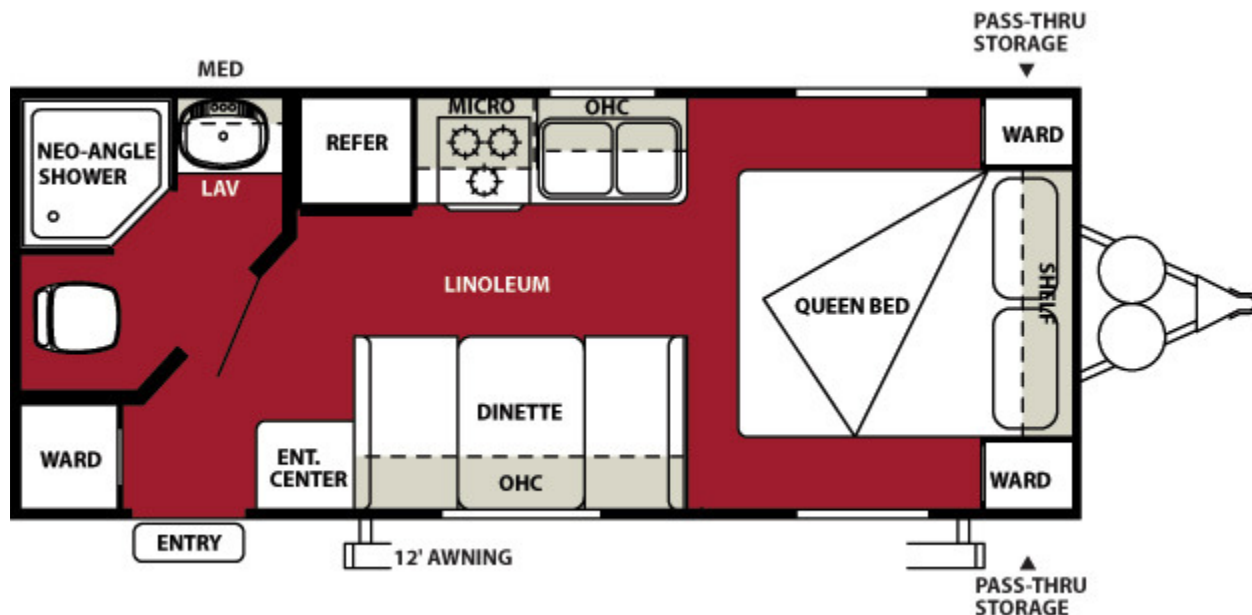 PASS-THRU
STORAGE
MED
MICRO
OHC
NEO-ANGLE
SHOWER
REFER
WARD
LAV
LINOLEUM
QUEEN BED
SHELF
DINETTE
WARD
ENT.
CENTER
OHC
WARD
ENTRY
12' AWNING
PASS-THRU
STORAGE